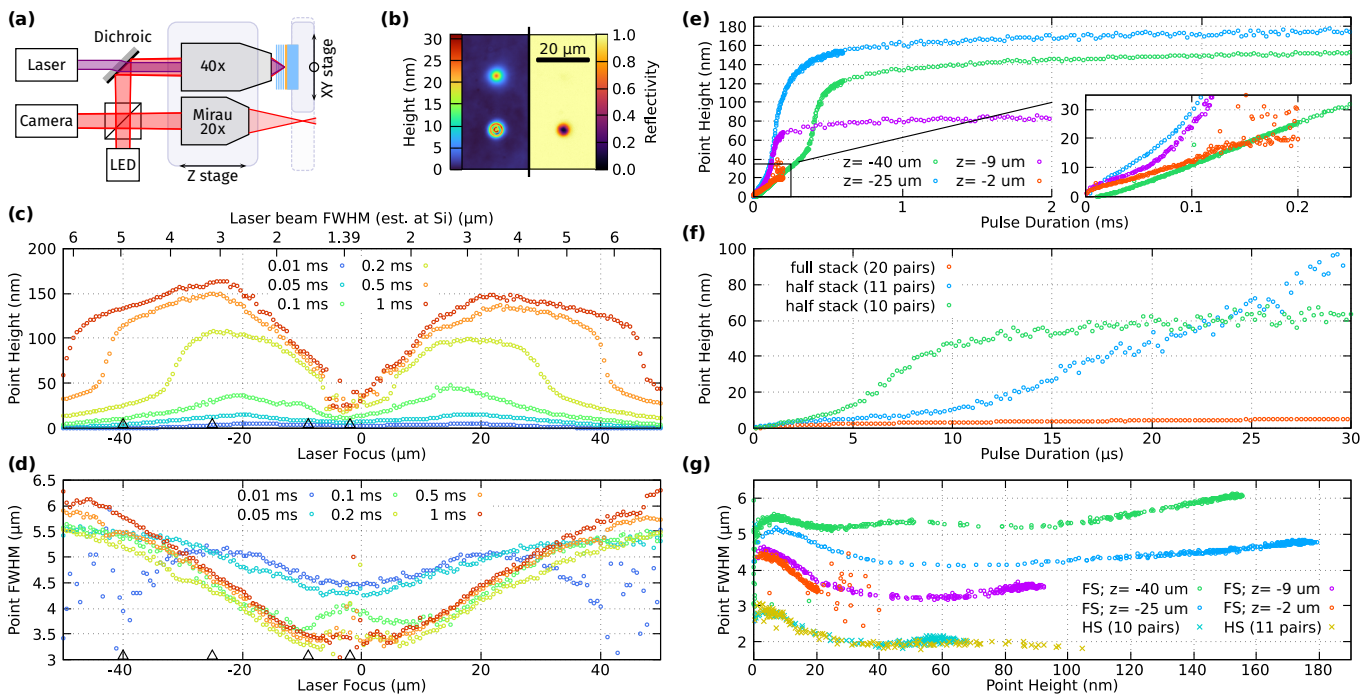 (a)
Dichroic
Laser
40x
XY stage
Camera
Mirau
20x
LED
Z stage
(b)
Height (nm)
30
25
20
15
10
5
0
20 µm
1.0
0.8
0.6
0.4
0.2
0.0
Reflectivity
(c)
Laser beam FWHM (est. at Si) (µm)
6 5 4 3 2 1.39 2 3 4 5 6
Point Height (nm)
200
150
100
50
0
0.01 ms 0.2 ms
0.05 ms 0.5 ms
0.1 ms 1 ms
-40 -20 0 20 40
Laser Focus (µm)
(d)
Point FWHM (µm)
6.5
6
5.5
5
4.5
4
3.5
3
0.01 ms 0.1 ms 0.5 ms
0.05 ms 0.2 ms 1 ms
-40 -20 0 20 40
Laser Focus (µm)
(e)
Point Height (nm)
180
160
140
120
100
80
60
40
20
0
z= -40 um z= -9 um
z= -25 um z= -2 um
0 1 2
Pulse Duration (ms)
30
20
10
0
0.1 0.2
(f)
Point Height (nm)
100
80
60
40
20
0
full stack (20 pairs)
half stack (11 pairs)
half stack (10 pairs)
0 5 10 15 20 25 30
Pulse Duration (µs)
(g)
Point FWHM (µm)
6
5
4
3
2
FS; z= -40 um FS; z= -9 um
FS; z= -25 um FS; z= -2 um
HS (10 pairs) HS (11 pairs)
0 20 40 60 80 100 120 140 160 180
Point Height (nm)